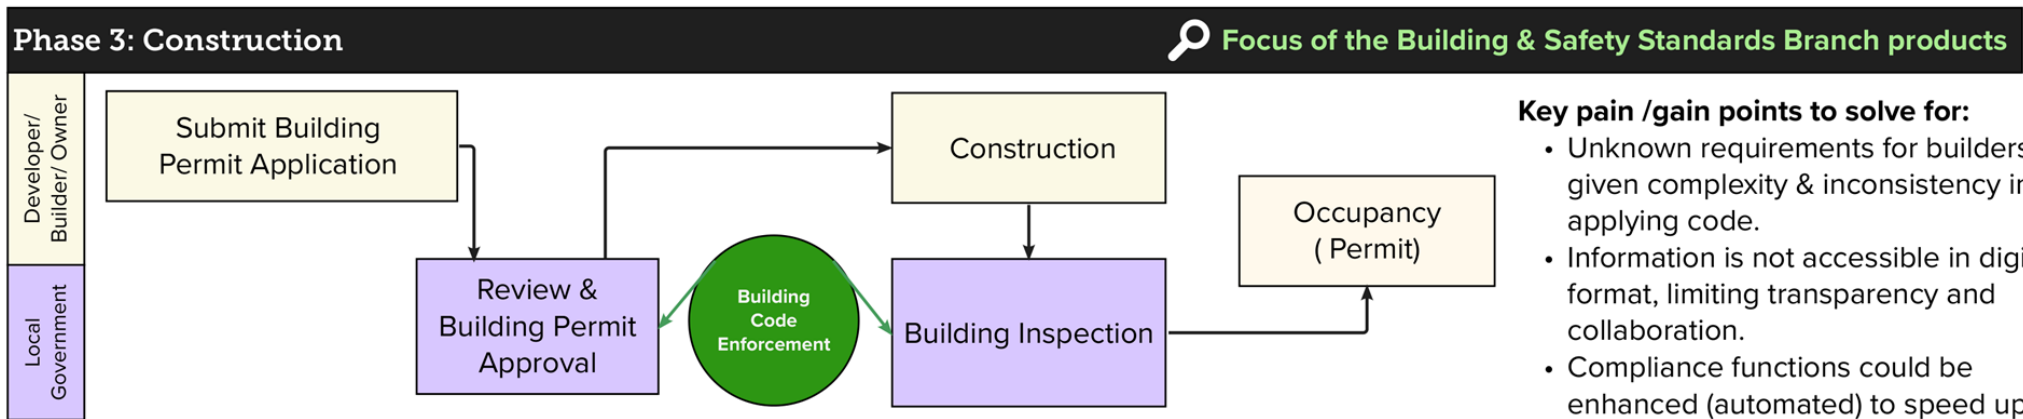 Phase 3: Construction
Focus of the Building & Safety Standards Branch products
Developer/
Builder/ Owner
Local
Government
Submit Building
Permit Application
Review &
Building Permit
Approval
Building
Code
Enforcement
Construction
Building Inspection
Occupancy
( Permit)
Key pain /gain points to solve for:
• Unknown requirements for builders
given complexity & inconsistency
applying code.
• Information is not accessible in
format, limiting transparency and
collaboration.
• Compliance functions could be
enhanced (automated) to speed up